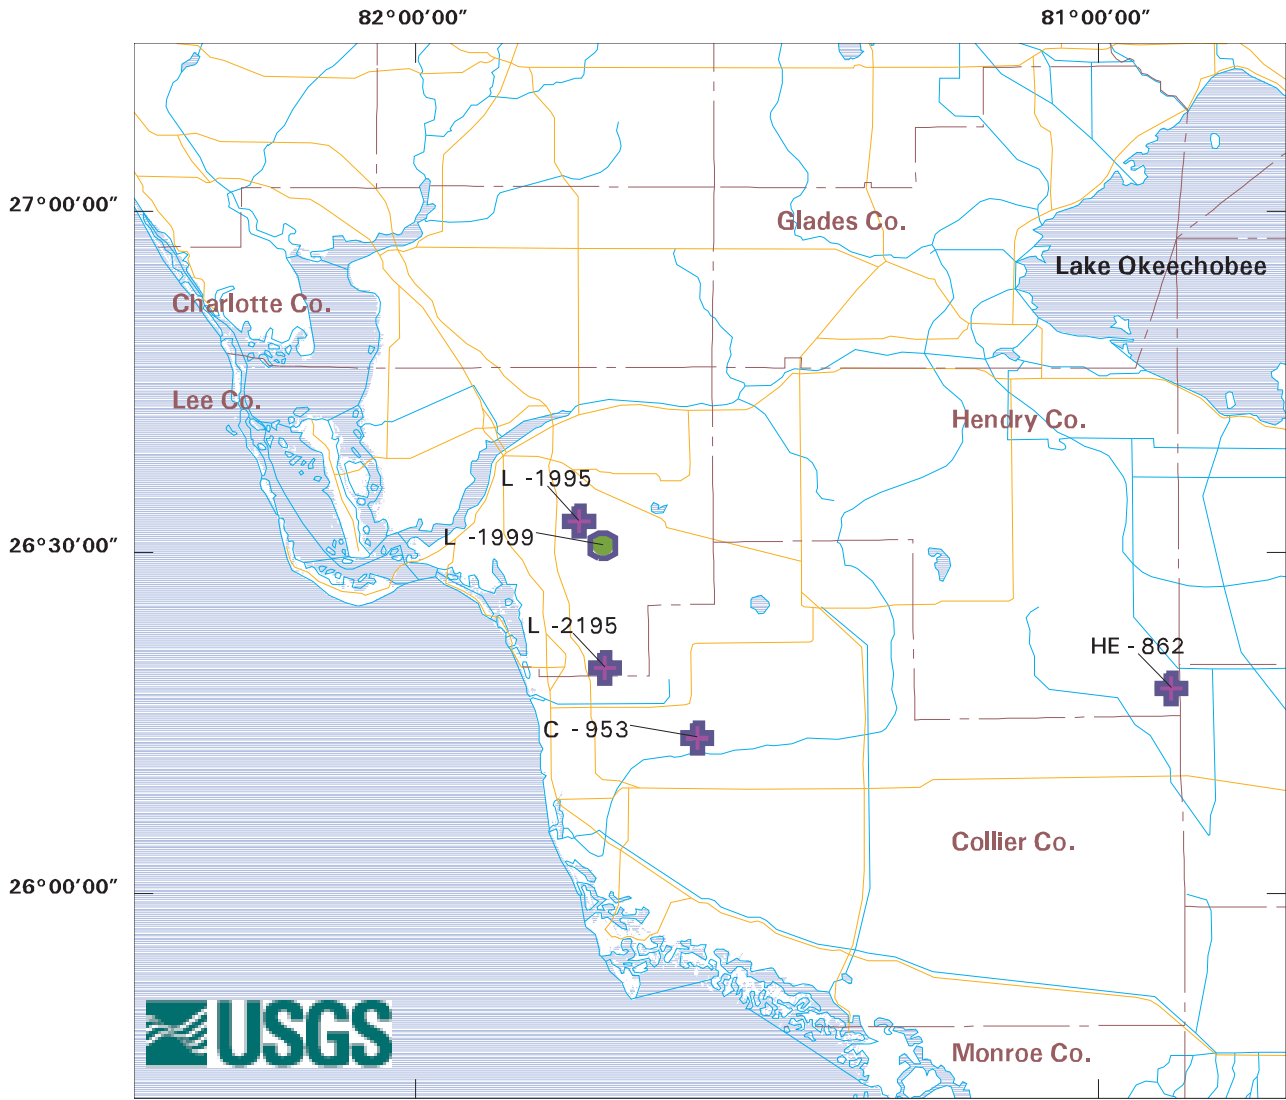 82°00'00" 81°00'00"
27°00'00"
Glades Co.
Lake Okeechobee
Charlotte Co.
Lee Co.
Hendry Co.
L -1995
L -1999
26°30'00"
L -2195
HE - 862
C - 953
Collier Co.
26°00'00"
USGS
Monroe Co.